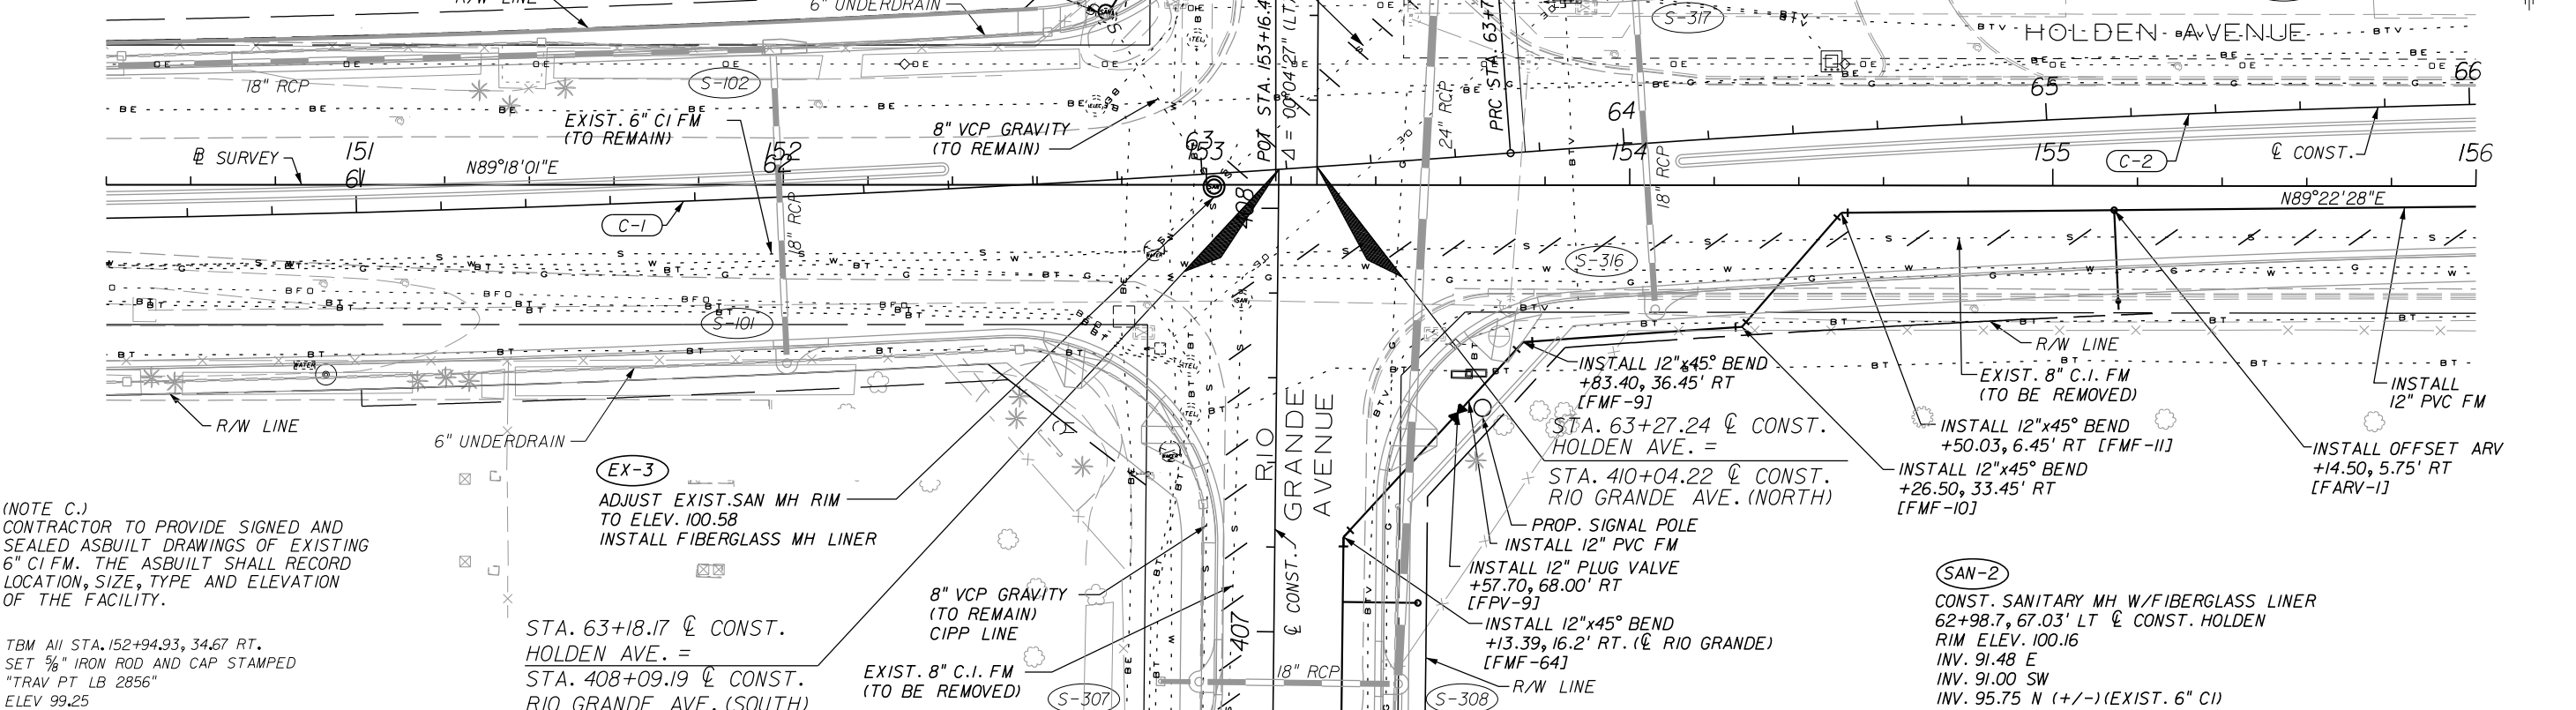 R/W LINE
6" UNDERDRAIN
S-317
HOLDEN AVENUE
18" RCP
S-102
EXIST. 6" CI FM
(TO REMAIN)
8" VCP GRAVITY
(TO REMAIN)
POT STA. 153+16.4
Δ = 00°04'27" (LT)
24" RCP
PRC STA. 63+7
64
65
66
℄ SURVEY
151
61
N89°18'01"E
152
62
63
153
154
155
156
18" RCP
18" RCP
C-1
C-2
℄ CONST.
N89°22'28"E
408
S-316
S-101
R/W LINE
6" UNDERDRAIN
INSTALL 12"x45° BEND
+83.40, 36.45' RT
[FMF-9]
R/W LINE
EXIST. 8" C.I. FM
(TO BE REMOVED)
INSTALL
12" PVC FM
STA. 63+27.24 ℄ CONST.
HOLDEN AVE. =
STA. 410+04.22 ℄ CONST.
RIO GRANDE AVE. (NORTH)
INSTALL 12"x45° BEND
+50.03, 6.45' RT [FMF-11]
INSTALL OFFSET ARV
+14.50, 5.75' RT
[FARV-1]
INSTALL 12"x45° BEND
+26.50, 33.45' RT
[FMF-10]
EX-3
ADJUST EXIST.SAN MH RIM
TO ELEV. 100.58
INSTALL FIBERGLASS MH LINER
RIO
GRANDE
AVENUE
PROP. SIGNAL POLE
INSTALL 12" PVC FM
INSTALL 12" PLUG VALVE
+57.70, 68.00' RT
[FPV-9]
INSTALL 12"x45° BEND
+13.39, 16.2' RT. (℄ RIO GRANDE)
[FMF-64]
R/W LINE
(NOTE C.)
CONTRACTOR TO PROVIDE SIGNED AND
SEALED ASBUILT DRAWINGS OF EXISTING
6" CI FM. THE ASBUILT SHALL RECORD
LOCATION, SIZE, TYPE AND ELEVATION
OF THE FACILITY.
TBM A11 STA. 152+94.93, 34.67 RT.
SET 5/8" IRON ROD AND CAP STAMPED
"TRAV PT LB 2856"
ELEV 99.25
STA. 63+18.17 ℄ CONST.
HOLDEN AVE. =
STA. 408+09.19 ℄ CONST.
RIO GRANDE AVE. (SOUTH)
8" VCP GRAVITY
(TO REMAIN)
CIPP LINE
EXIST. 8" C.I. FM
(TO BE REMOVED)
407
℄ CONST.
18" RCP
S-307
S-308
SAN-2
CONST. SANITARY MH W/FIBERGLASS LINER
62+98.7, 67.03' LT ℄ CONST. HOLDEN
RIM ELEV. 100.16
INV. 91.48 E
INV. 91.00 SW
INV. 95.75 N (+/-)(EXIST. 6" CI)